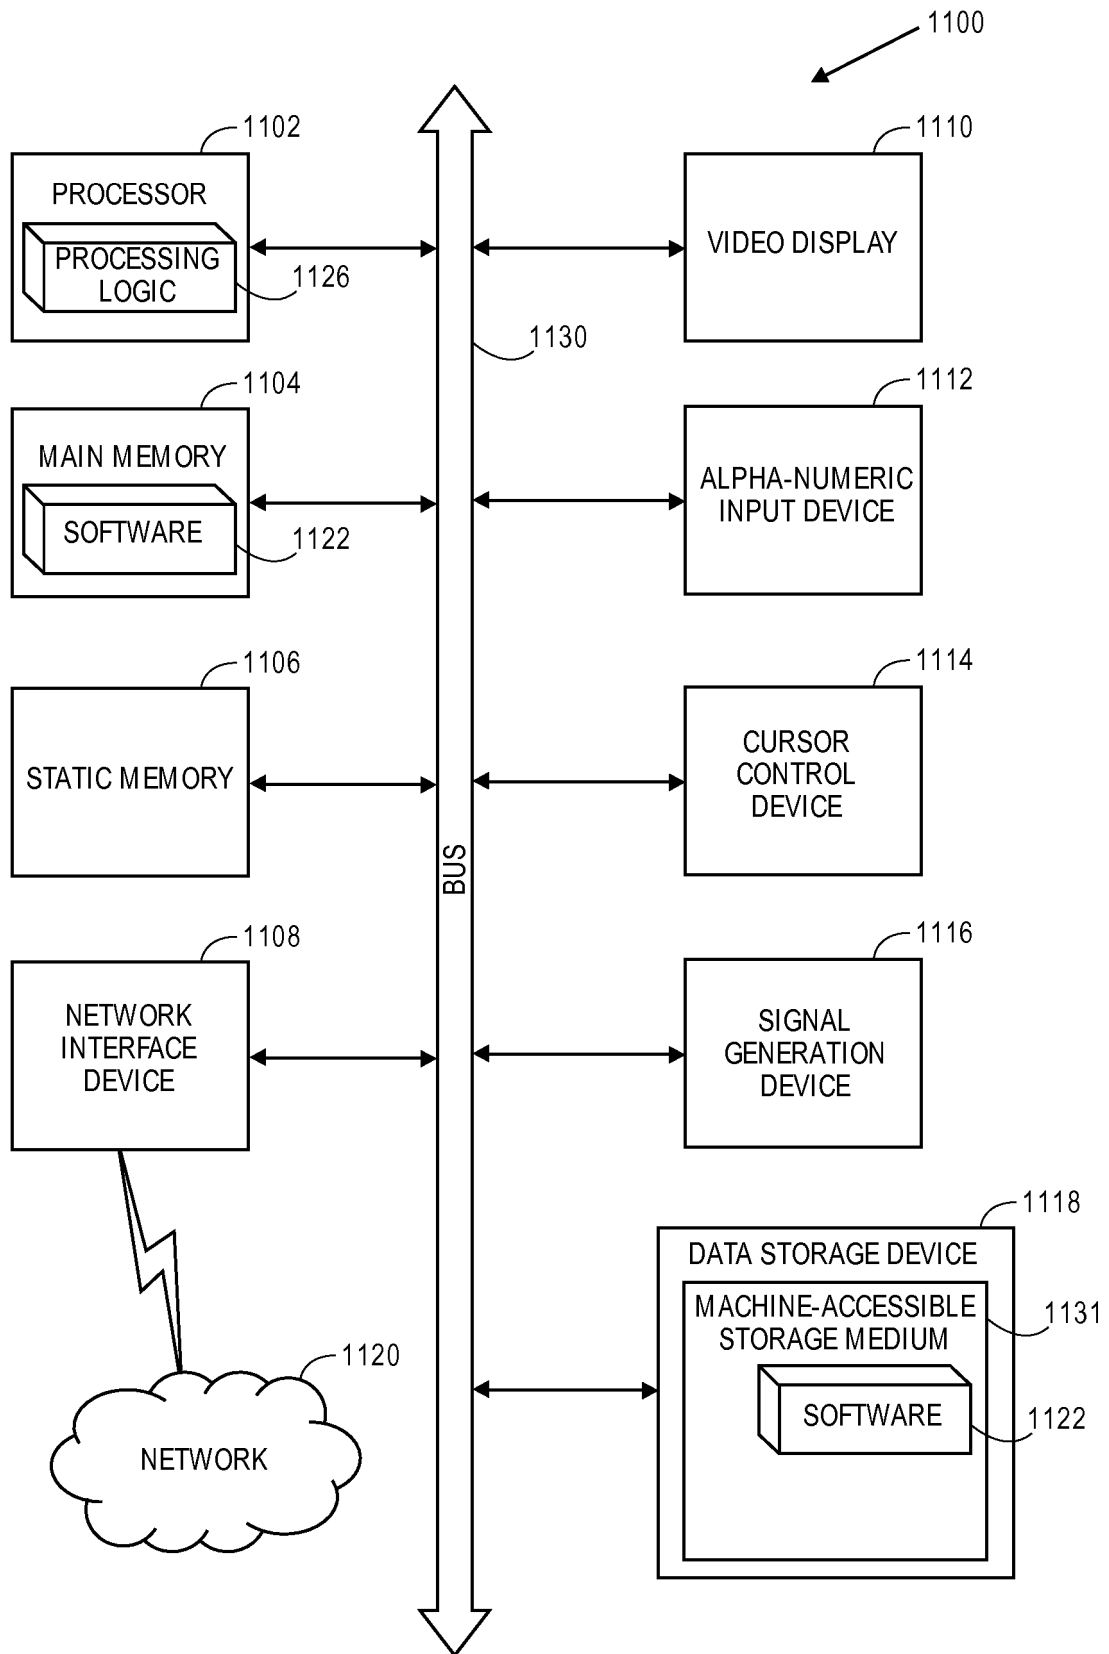 1100
1102
PROCESSOR
PROCESSING
LOGIC
1126
1110
VIDEO DISPLAY
1130
1104
MAIN MEMORY
SOFTWARE
1122
1112
ALPHA-NUMERIC
INPUT DEVICE
1106
STATIC MEMORY
1114
CURSOR
CONTROL
DEVICE
BUS
1108
NETWORK
INTERFACE
DEVICE
1116
SIGNAL
GENERATION
DEVICE
1118
DATA STORAGE DEVICE
MACHINE-ACCESSIBLE
STORAGE MEDIUM
1131
SOFTWARE
1122
1120
NETWORK